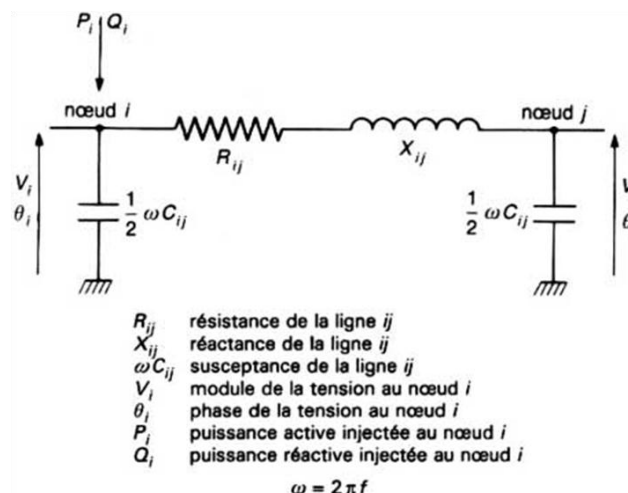 P_i Q_i
nœud i
nœud j
R_ij
X_ij
V_i
θ_i
1/2 ωC_ij
1/2 ωC_ij
V
θ
R_ij résistance de la ligne ij
X_ij réactance de la ligne ij
ωC_ij susceptance de la ligne ij
V_i module de la tension au nœud i
θ_i phase de la tension au nœud i
P_i puissance active injectée au nœud i
Q_i puissance réactive injectée au nœud i
ω = 2πf